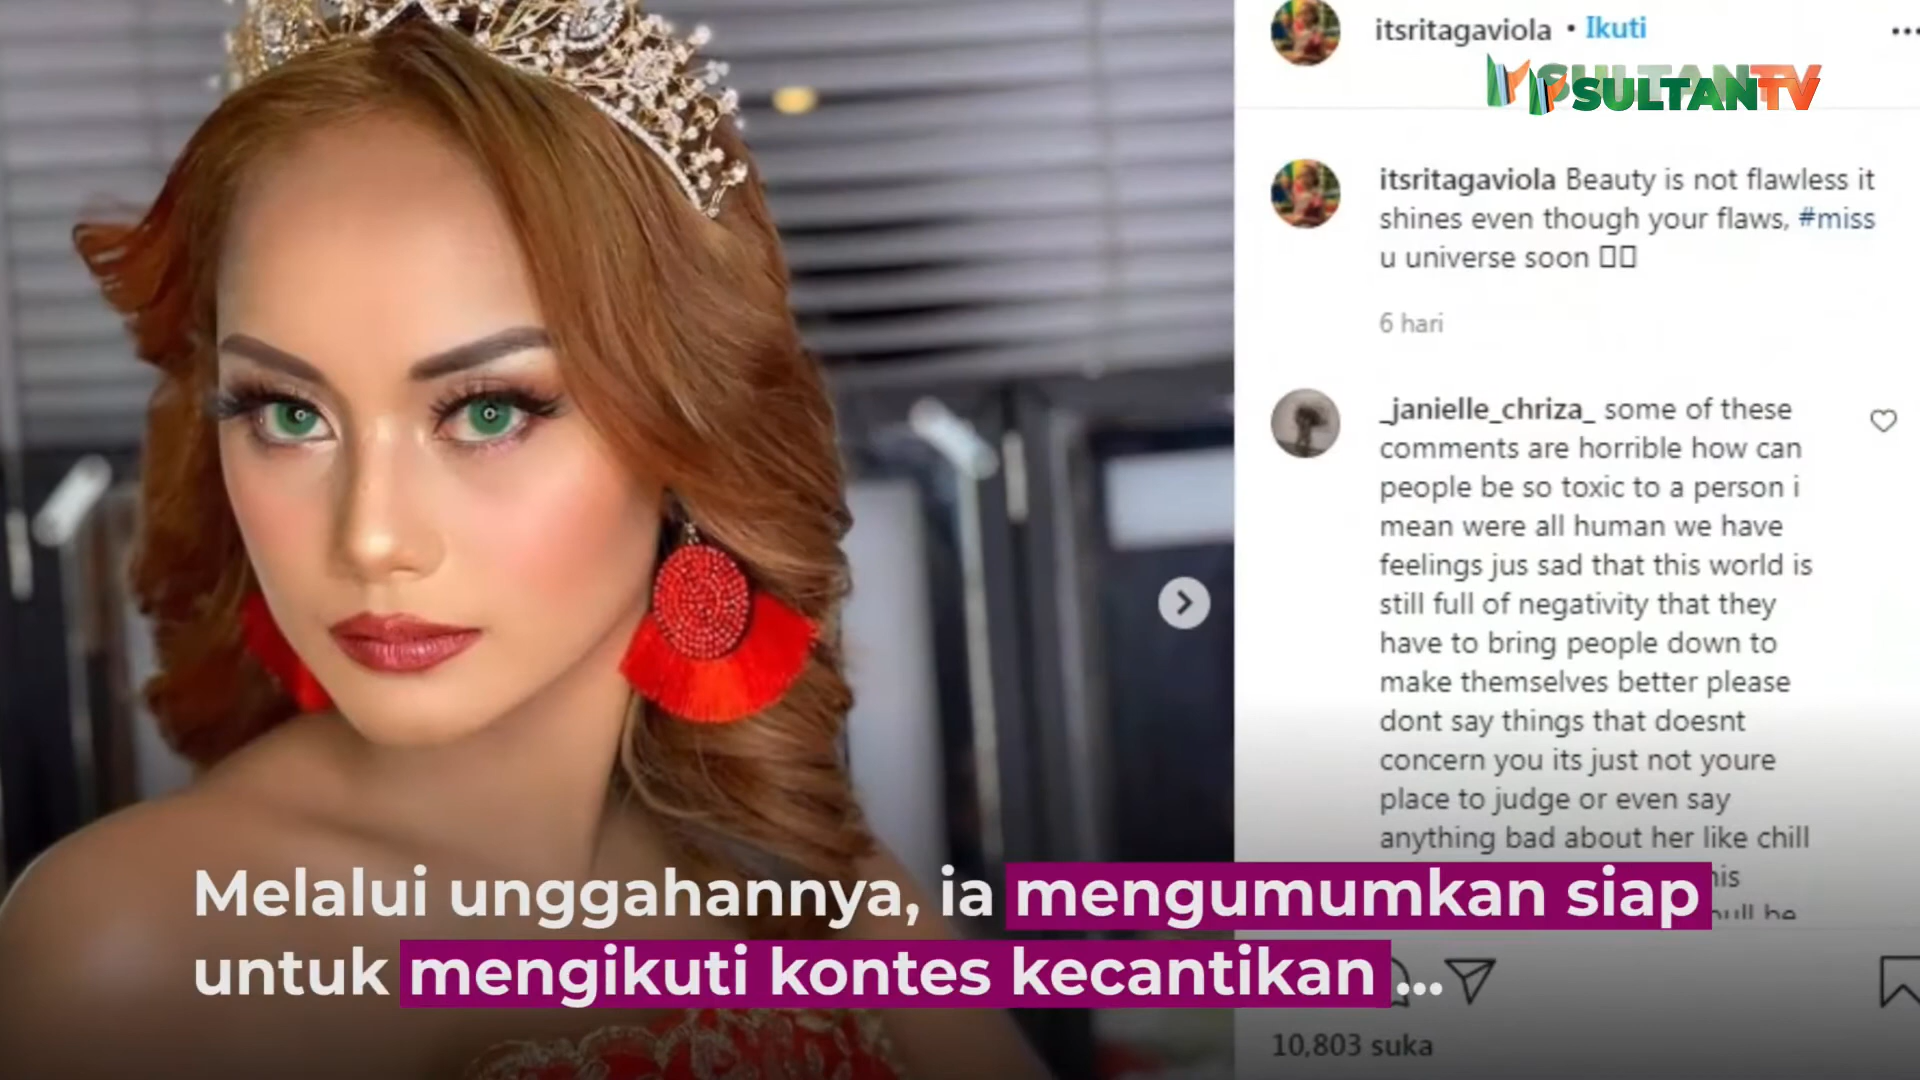 itsritagaviola • Ikuti
SULTANTV
itsritagaviola Beauty is not flawless it
shines even though your flaws, #miss
u universe soon
6 hari
_janielle_chriza_ some of these
comments are horrible how can
people be so toxic to a person i
mean were all human we have
feelings jus sad that this world is
still full of negativity that they
have to bring people down to
make themselves better please
dont say things that doesnt
concern you its just not youre
place to judge or even say
anything bad about her like chill
Melalui unggahannya, ia mengumumkan siap
untuk mengikuti kontes kecantikan ...
10,803 suka